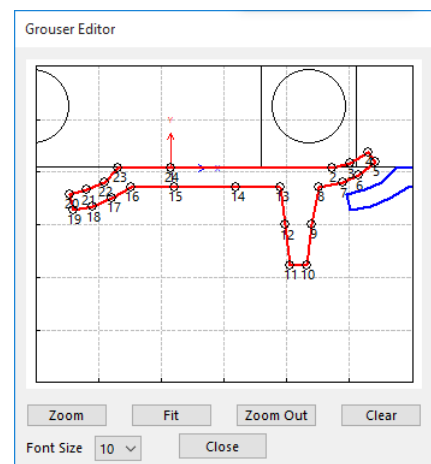 Grouser Editor
Y
X
23 24 2 3 4 5
20 21 22 16 15 14 13 8 7 6
19 18 17
12 9
11 10
Zoom Fit Zoom Out Clear
Font Size 10 Close